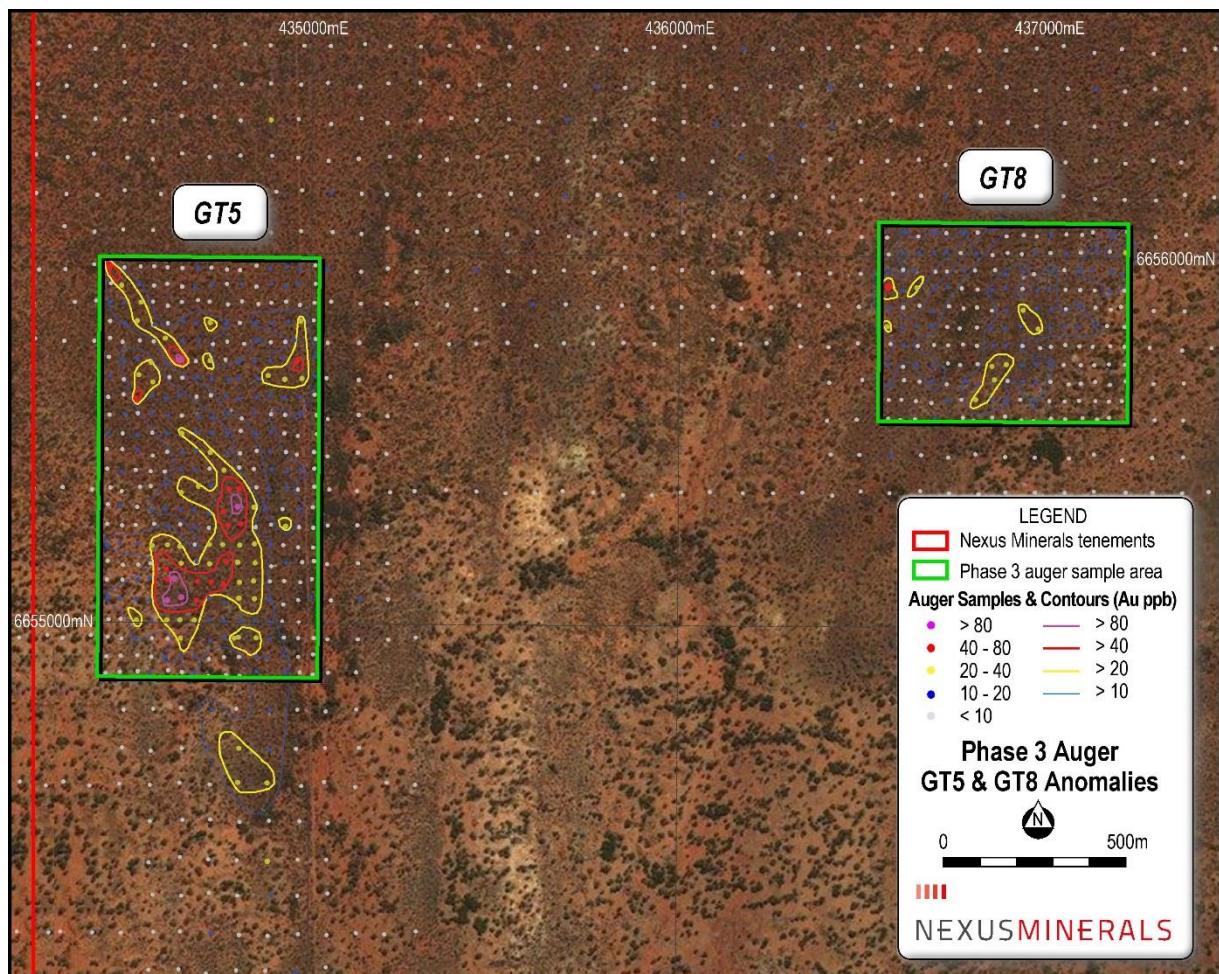 435000mE
436000mE
437000mE
GT5
GT8
6656000mN
6655000mN
LEGEND
Nexus Minerals tenements
Phase 3 auger sample area
Auger Samples & Contours (Au ppb)
> 80 > 80
40 - 80 > 40
20 - 40 > 20
10 - 20 > 10
< 10
Phase 3 Auger
GT5 & GT8 Anomalies
N
0 500m
NEXUSMINERALS